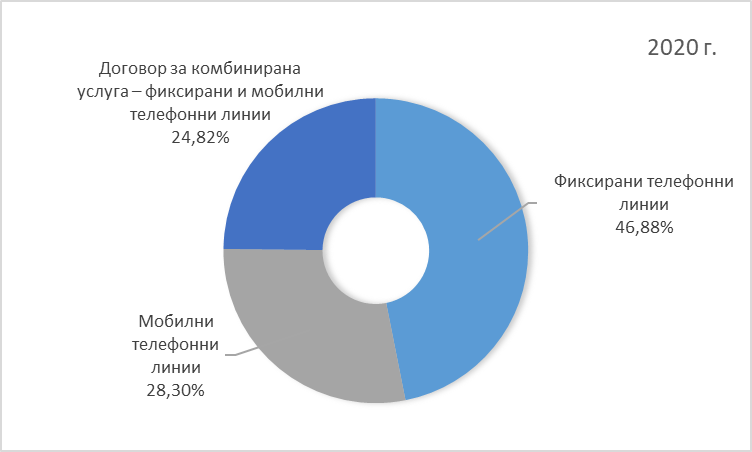 2020 г.
Договор за комбинирана
услуга – фиксирани и мобилни
телефонни линии
24,82%
Фиксирани телефонни
линии
46,88%
Мобилни
телефонни
линии
28,30%